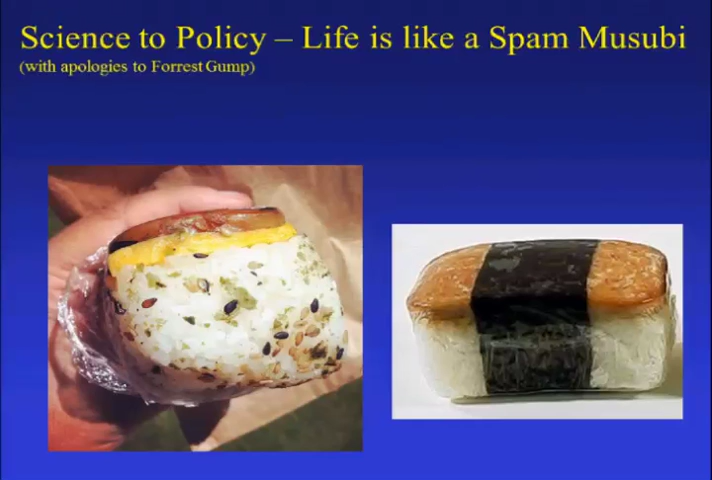 Science to Policy – Life is like a Spam Musubi
(with apologies to Forrest Gump)